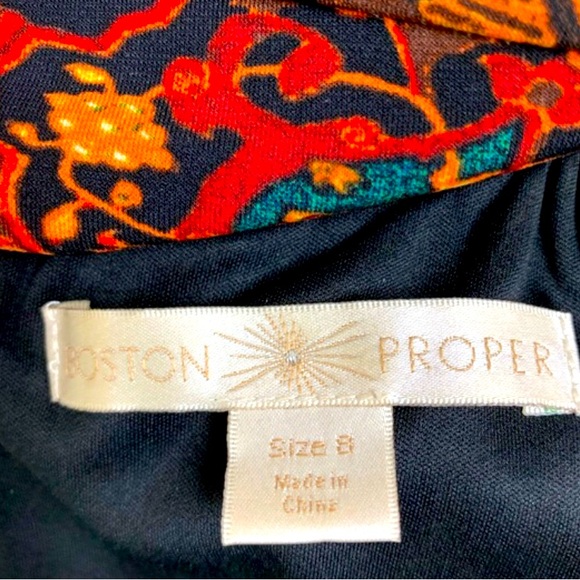 BOSTON PROPER
Size 8
Made in
China